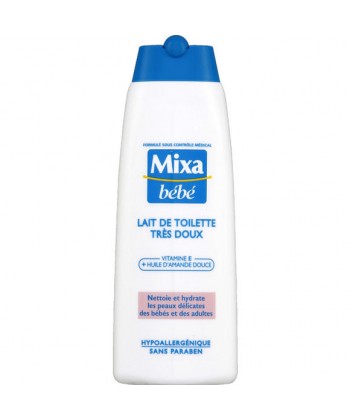 FORMULE SOUS CONTRÔLE MÉDICAL
Mixa
bébé
LAIT DE TOILETTE
TRÈS DOUX
VITAMINE E
+ HUILE D'AMANDE DOUCE
Nettoie et hydrate
les peaux délicates
des bébés et des adultes
HYPOALLERGÉNIQUE
SANS PARABEN